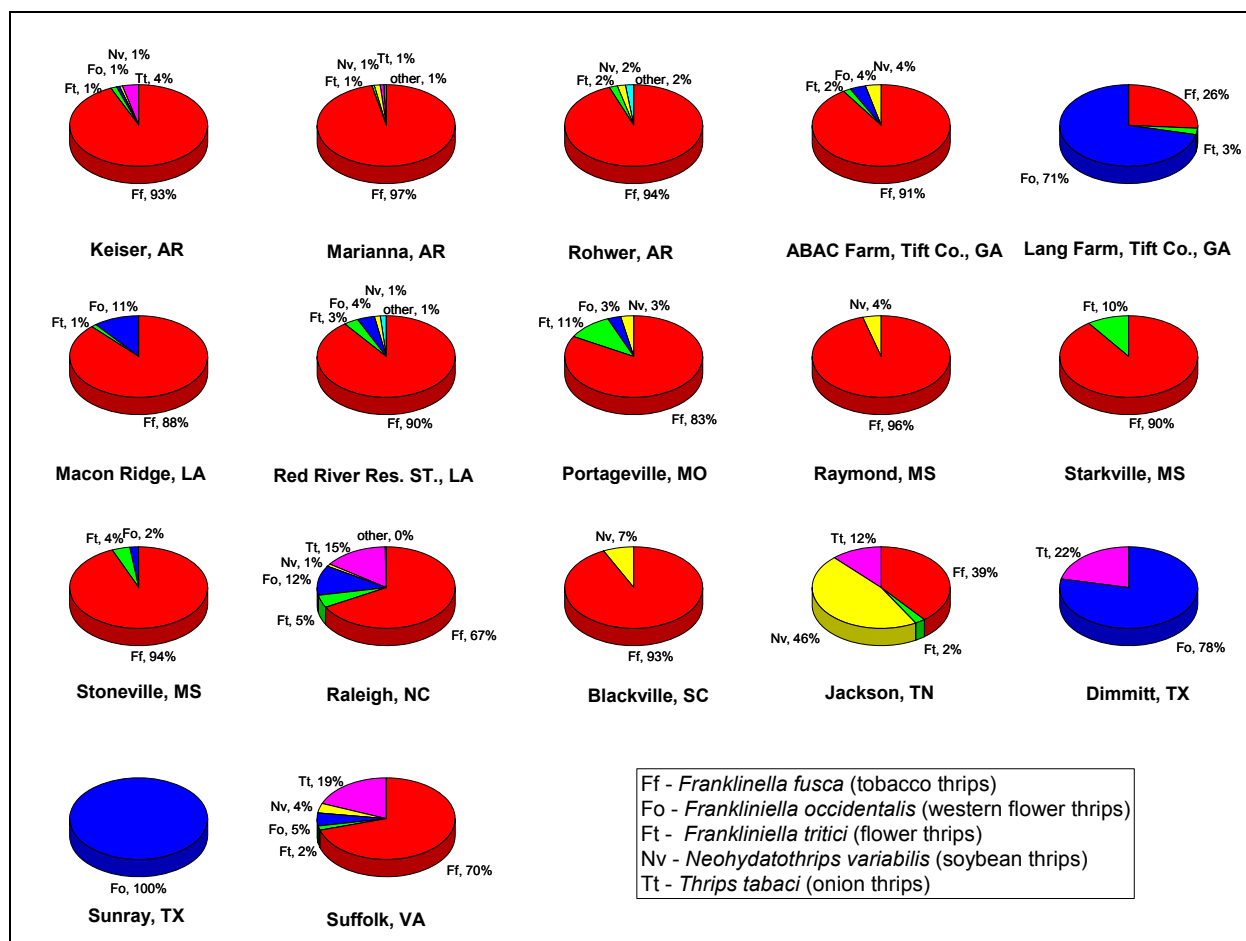 Nv, 1%
Fo, 1%
Tt, 4%
Ft, 1%
Ff, 93%
Keiser, AR
Nv, 1%
Tt, 1%
Ft, 1%
other, 1%
Ff, 97%
Marianna, AR
Nv, 2%
Ft, 2%
other, 2%
Ff, 94%
Rohwer, AR
Fo, 4%
Nv, 4%
Ft, 2%
Ff, 91%
ABAC Farm, Tift Co., GA
Ff, 26%
Ft, 3%
Fo, 71%
Lang Farm, Tift Co., GA
Fo, 11%
Ft, 1%
Ff, 88%
Macon Ridge, LA
Nv, 1%
Fo, 4%
other, 1%
Ft, 3%
Ff, 90%
Red River Res. ST., LA
Fo, 3%
Nv, 3%
Ft, 11%
Ff, 83%
Portageville, MO
Nv, 4%
Ff, 96%
Raymond, MS
Ft, 10%
Ff, 90%
Starkville, MS
Ft, 4%
Fo, 2%
Ff, 94%
Stoneville, MS
other, 0%
Tt, 15%
Nv, 1%
Fo, 12%
Ft, 5%
Ff, 67%
Raleigh, NC
Nv, 7%
Ff, 93%
Blackville, SC
Tt, 12%
Ff, 39%
Nv, 46%
Ft, 2%
Jackson, TN
Tt, 22%
Fo, 78%
Dimmitt, TX
Fo, 100%
Sunray, TX
Tt, 19%
Nv, 4%
Fo, 5%
Ft, 2%
Ff, 70%
Suffolk, VA
Ff - Franklinella fusca (tobacco thrips)
Fo - Frankliniella occidentalis (western flower thrips)
Ft - Frankliniella tritici (flower thrips)
Nv - Neohydatothrips variabilis (soybean thrips)
Tt - Thrips tabaci (onion thrips)